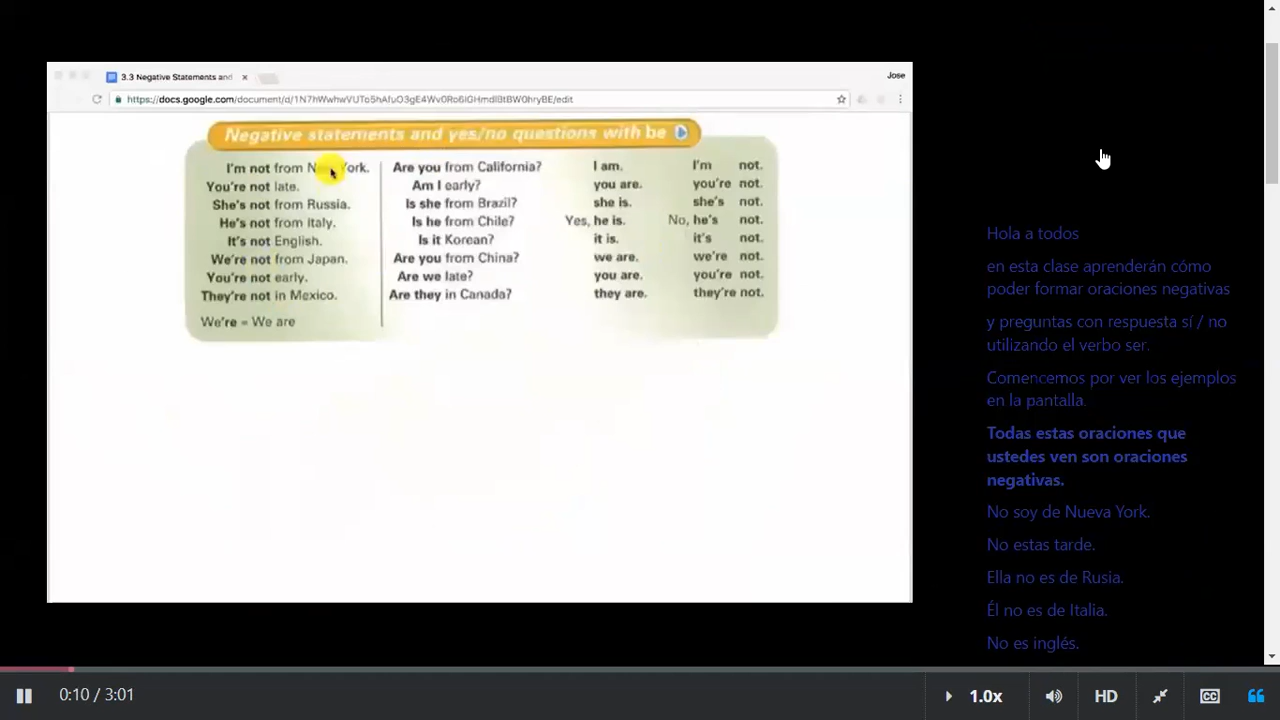 3.3 Negative Statements and
Jose
https://docs.google.com/document/d/
Negative statements and yes/no questions with be
I'm not from New York.
You're not late.
She's not from Russia.
He's not from Italy.
It's not English.
We're not from Japan.
You're not early.
They're not in Mexico.
We're = We are
Are you from California?
Am I early?
Is she from Brazil?
Is he from Chile?
Is it Korean?
Are you from China?
Are we late?
Are they in Canada?
I am.
you are.
she is.
Yes, he is.
it is.
we are.
you are.
they are.
I'm not.
you're not.
she's not.
No, he's not.
it's not.
we're not.
you're not.
they're not.
Hola a todos
en esta clase aprenderán cómo
poder formar oraciones negativas
y preguntas con respuesta sí / no
utilizando el verbo ser.
Comencemos por ver los ejemplos
en la pantalla.
Todas estas oraciones que
ustedes ven son oraciones
negativas.
No soy de Nueva York.
No estas tarde.
Ella no es de Rusia.
Él no es de Italia.
No es inglés.
0:10 / 3:01
1.0x
HD
CC